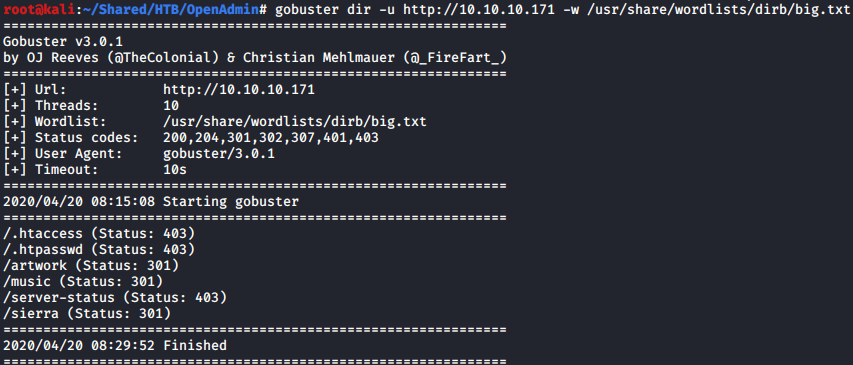 root@kali:~/Shared/HTB/OpenAdmin# gobuster dir -u http://10.10.10.171 -w /usr/share/wordlists/dirb/big.txt
===============================================================
Gobuster v3.0.1
by OJ Reeves (@TheColonial) & Christian Mehlmauer (@_FireFart_)
===============================================================
[+] Url:            http://10.10.10.171
[+] Threads:        10
[+] Wordlist:       /usr/share/wordlists/dirb/big.txt
[+] Status codes:   200,204,301,302,307,401,403
[+] User Agent:     gobuster/3.0.1
[+] Timeout:        10s
===============================================================
2020/04/20 08:15:08 Starting gobuster
===============================================================
/.htaccess (Status: 403)
/.htpasswd (Status: 403)
/artwork (Status: 301)
/music (Status: 301)
/server-status (Status: 403)
/sierra (Status: 301)
===============================================================
2020/04/20 08:29:52 Finished
===============================================================